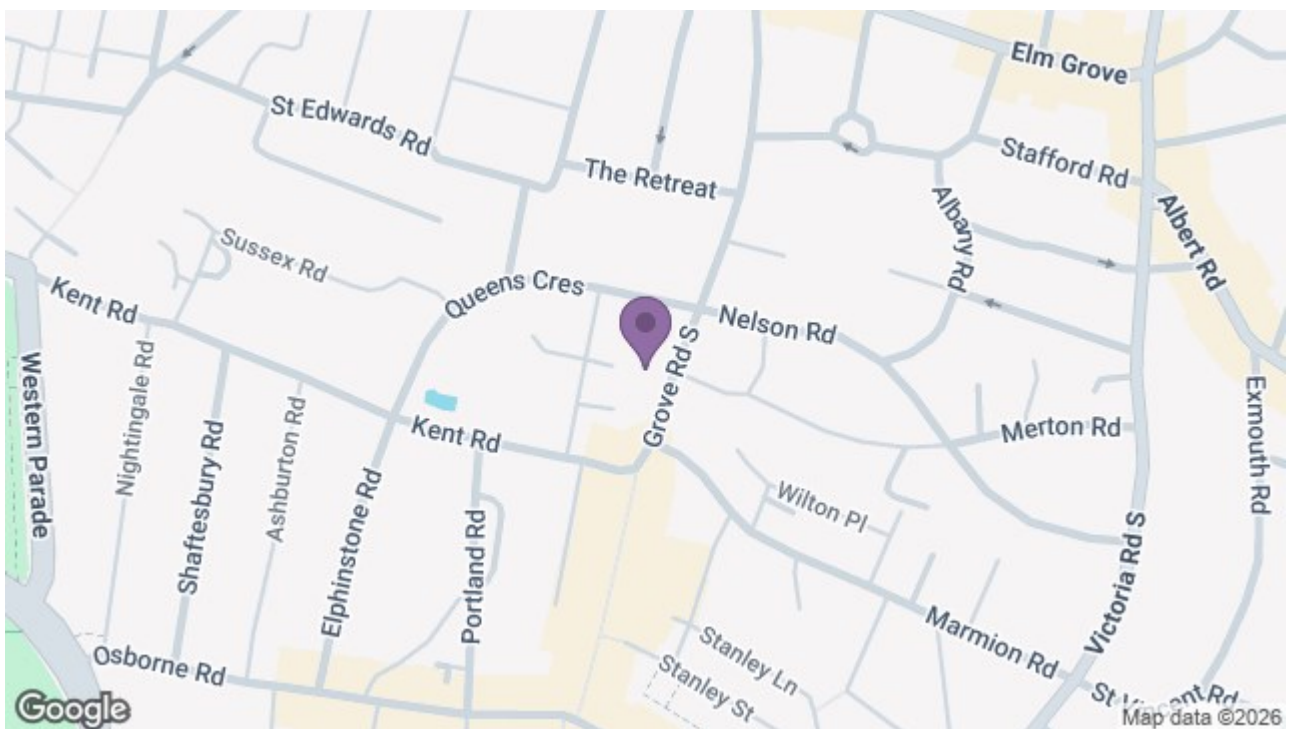 Elm Grove
St Edwards Rd
The Retreat
Stafford Rd
Albany Rd
Albert Rd
Sussex Rd
Queens Cres
Kent Rd
Nelson Rd
Grove Rd S
Western Parade
Nightingale Rd
Shaftesbury Rd
Ashburton Rd
Kent Rd
Elphinstone Rd
Portland Rd
Merton Rd
Exmouth Rd
Wilton Pl
Victoria Rd S
Marmion Rd
Stanley Ln
Stanley St
Osborne Rd
St Vincent Rd
Google
Map data ©2026